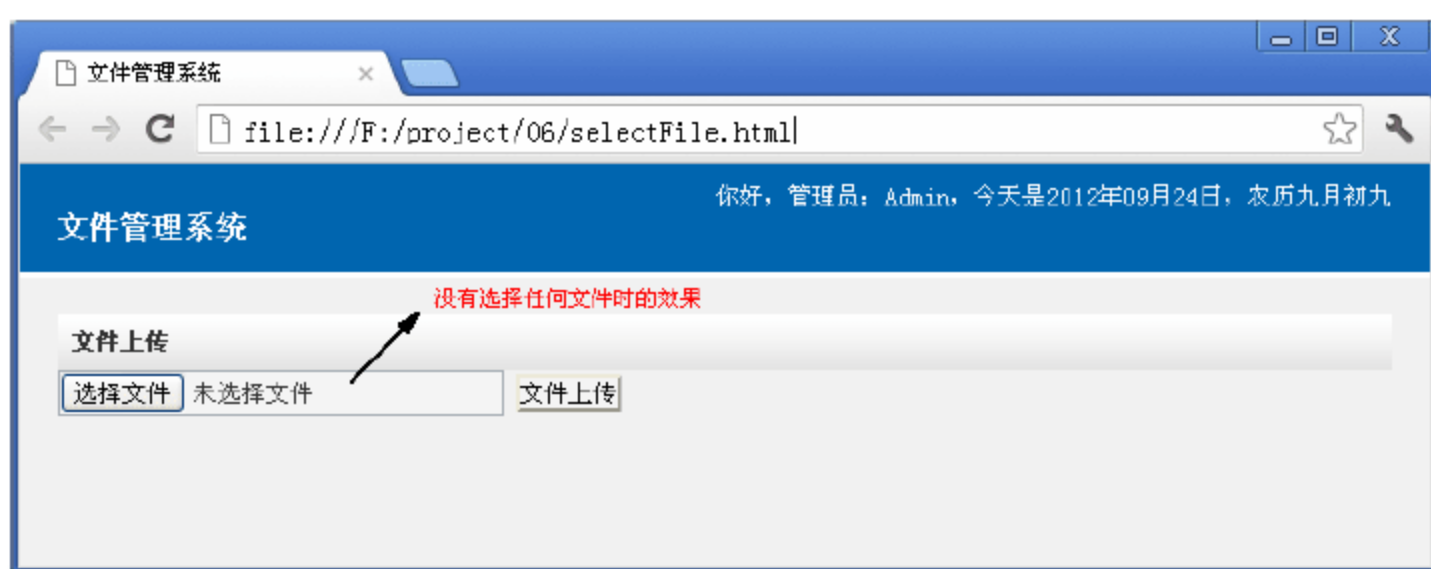 文件管理系统
file:///F:/project/06/selectFile.html
你好，管理员：Admin，今天是2012年09月24日，农历九月初九
文件管理系统
没有选择任何文件时的效果
文件上传
选择文件 未选择文件 文件上传